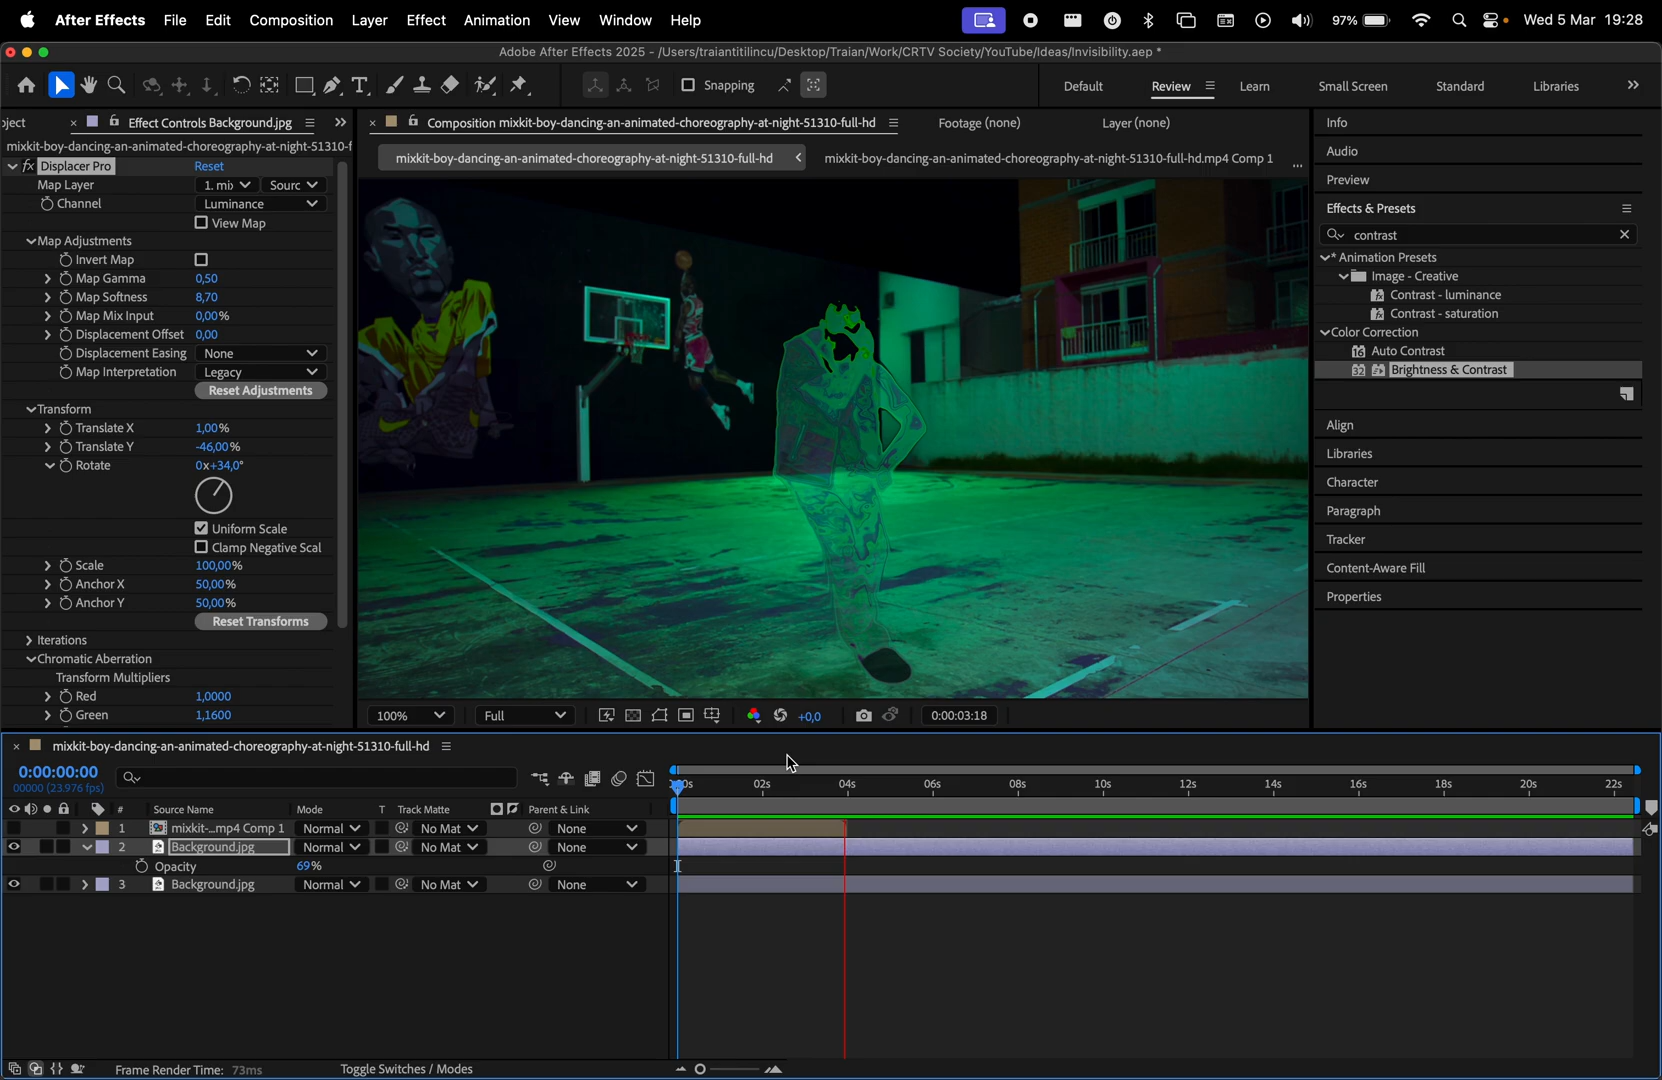 After Effects File Edit Composition Layer Effect Animation View Window Help 97% Wed 5 Mar 19:28
Adobe After Effects 2025 - /Users/traiantitilincu/Desktop/Traian/Work/CRTV Society/YouTube/Ideas/Invisibility.aep *
Snapping Default Review Learn Small Screen Standard Libraries
oject Effect Controls Background.jpg Composition mixkit-boy-dancing-an-animated-choreography-at-night-51310-full-hd Footage (none) Layer (none)
mixkit-boy-dancing-an-animated-choreography-at-night-51310-f
mixkit-boy-dancing-an-animated-choreography-at-night-51310-full-hd mixkit-boy-dancing-an-animated-choreography-at-night-51310-full-hd.mp4 Comp 1 ...
fx Displacer Pro Reset
Map Layer 1. mix Sourc
Channel Luminance
View Map
Map Adjustments
Invert Map
Map Gamma 0,50
Map Softness 8,70
Map Mix Input 0,00%
Displacement Offset 0,00
Displacement Easing None
Map Interpretation Legacy
Reset Adjustments
Transform
Translate X 1,00%
Translate Y -46,00%
Rotate 0x+34,0°
Uniform Scale
Clamp Negative Scal
Scale 100,00%
Anchor X 50,00%
Anchor Y 50,00%
Reset Transforms
Iterations
Chromatic Aberration
Transform Multipliers
Red 1,0000
Green 1,1600
Info
Audio
Preview
Effects & Presets
contrast
* Animation Presets
Image - Creative
Contrast - luminance
Contrast - saturation
Color Correction
Auto Contrast
Brightness & Contrast
Align
Libraries
Character
Paragraph
Tracker
Content-Aware Fill
Properties
100% Full +0,0 0:00:03:18
mixkit-boy-dancing-an-animated-choreography-at-night-51310-full-hd
0:00:00:00
00000 (23.976 fps)
00s 02s 04s 06s 08s 10s 12s 14s 16s 18s 20s 22s
# Source Name Mode T Track Matte Parent & Link
1 mixkit-...mp4 Comp 1 Normal No Mat None
2 Background.jpg Normal No Mat None
Opacity 69%
3 Background.jpg Normal No Mat None
Frame Render Time: 73ms Toggle Switches / Modes